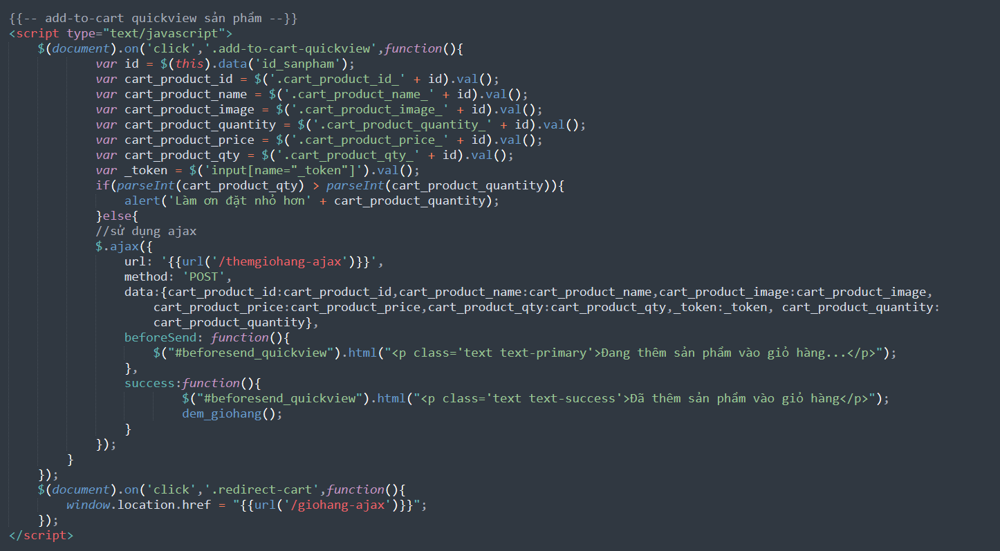 {{-- add-to-cart quickview sản phẩm --}}
<script type="text/javascript">
$(document).on('click','.add-to-cart-quickview',function(){
var id = $(this).data('id_sanpham');
var cart_product_id = $('.cart_product_id_' + id).val();
var cart_product_name = $('.cart_product_name_' + id).val();
var cart_product_image = $('.cart_product_image_' + id).val();
var cart_product_quantity = $('.cart_product_quantity_' + id).val();
var cart_product_price = $('.cart_product_price_' + id).val();
var cart_product_qty = $('.cart_product_qty_' + id).val();
var _token = $('input[name="_token"]').val();
if(parseInt(cart_product_qty) > parseInt(cart_product_quantity)){
alert('Làm ơn đặt nhỏ hơn' + cart_product_quantity);
}else{
//sử dụng ajax
$.ajax({
url: '{{url('/themgiohang-ajax')}}',
method: 'POST',
data:{cart_product_id:cart_product_id,cart_product_name:cart_product_name,cart_product_image:cart_product_image,
cart_product_price:cart_product_price,cart_product_qty:cart_product_qty,_token:_token, cart_product_quantity:
cart_product_quantity},
beforeSend: function(){
$("#beforesend_quickview").html("<p class='text text-primary'>Đang thêm sản phẩm vào giỏ hàng...</p>");
},
success:function(){
$("#beforesend_quickview").html("<p class='text text-success'>Đã thêm sản phẩm vào giỏ hàng</p>");
dem_giohang();
}
});
}
});
$(document).on('click','.redirect-cart',function(){
window.location.href = "{{url('/giohang-ajax')}}";
});
</script>